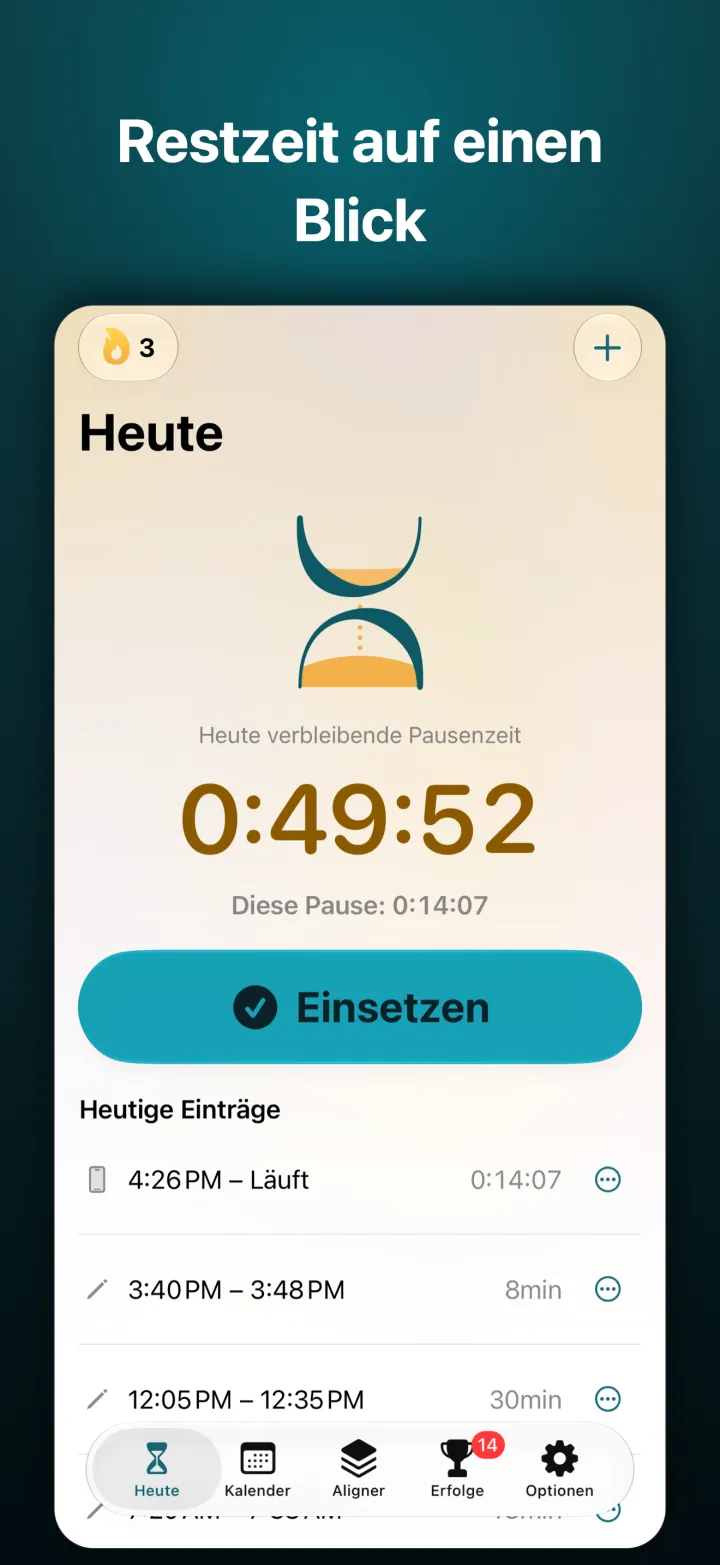 Restzeit auf einen
Blick
3
Heute
Heute verbleibende Pausenzeit
0:49:52
Diese Pause: 0:14:07
Einsetzen
Heutige Einträge
4:26 PM – Läuft 0:14:07
3:40 PM – 3:48 PM 8min
12:05 PM – 12:35 PM 30min
14
Heute Kalender Aligner Erfolge Optionen